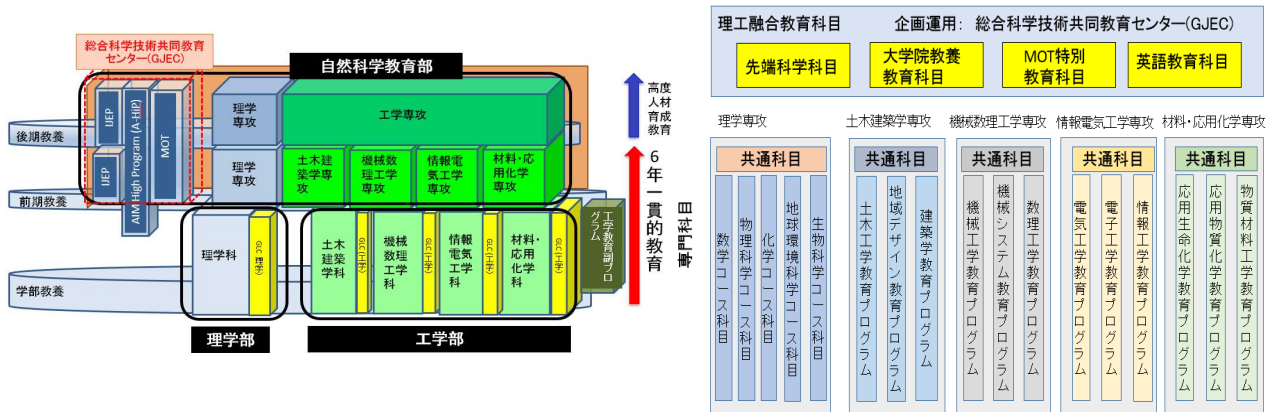 総合科学技術共同教育
センター(GJEC)
自然科学教育部
IJEP
AIM High Program (A-HiP)
MOT
理学
専攻
工学専攻
後期教養
IJEP
理学
専攻
土木建
築学専
攻
機械数
理工学
専攻
情報電
気工学
専攻
材料・応
用化学
専攻
前期教養
理学科
GLC(理学)
土木
建築
学科
GLC(工学)
機械
数理
工学
科
GLC(工学)
情報
電気
工学
科
GLC(工学)
材料・
応用
化学
科
GLC(工学)
工学教育副プロ
グラム
学部教養
理学部
工学部
高度
人材
育成
教育
6年一貫的教育
専門科目
理工融合教育科目
企画運用: 総合科学技術共同教育センター(GJEC)
先端科学科目
大学院教養
教育科目
MOT特別
教育科目
英語教育科目
理学専攻
土木建築学専攻
機械数理工学専攻
情報電気工学専攻
材料・応用化学専攻
共通科目
共通科目
共通科目
共通科目
共通科目
数学コース科目
物理科学コース科目
化学コース科目
地球環境科学コース科目
生物科学コース科目
土木工学教育プログラム
地域デザイン教育プログラム
建築学教育プログラム
機械工学教育プログラム
機械システム教育プログラム
数理工学教育プログラム
電気工学教育プログラム
電子工学教育プログラム
情報工学教育プログラム
応用生命化学教育プログラム
応用物質化学教育プログラム
物質材料工学教育プログラム